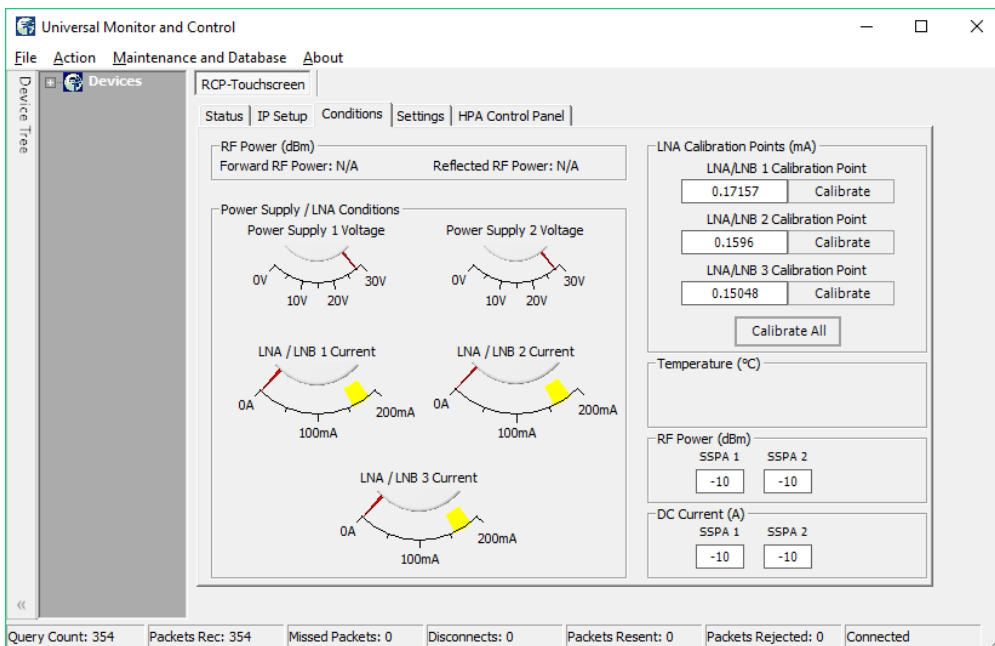 Universal Monitor and Control
File Action Maintenance and Database About
Device Tree
Devices
RCP-Touchscreen
Status IP Setup Conditions Settings HPA Control Panel
RF Power (dBm)
Forward RF Power: N/A Reflected RF Power: N/A
Power Supply / LNA Conditions
Power Supply 1 Voltage Power Supply 2 Voltage
0V 10V 20V 30V
0V 10V 20V 30V
LNA / LNB 1 Current LNA / LNB 2 Current
0A 100mA 200mA
0A 100mA 200mA
LNA / LNB 3 Current
0A 100mA 200mA
LNA Calibration Points (mA)
LNA/LNB 1 Calibration Point
0.17157 Calibrate
LNA/LNB 2 Calibration Point
0.1596 Calibrate
LNA/LNB 3 Calibration Point
0.15048 Calibrate
Calibrate All
Temperature (°C)
RF Power (dBm)
SSPA 1 SSPA 2
-10 -10
DC Current (A)
SSPA 1 SSPA 2
-10 -10
Query Count: 354 Packets Rec: 354 Missed Packets: 0 Disconnects: 0 Packets Resent: 0 Packets Rejected: 0 Connected